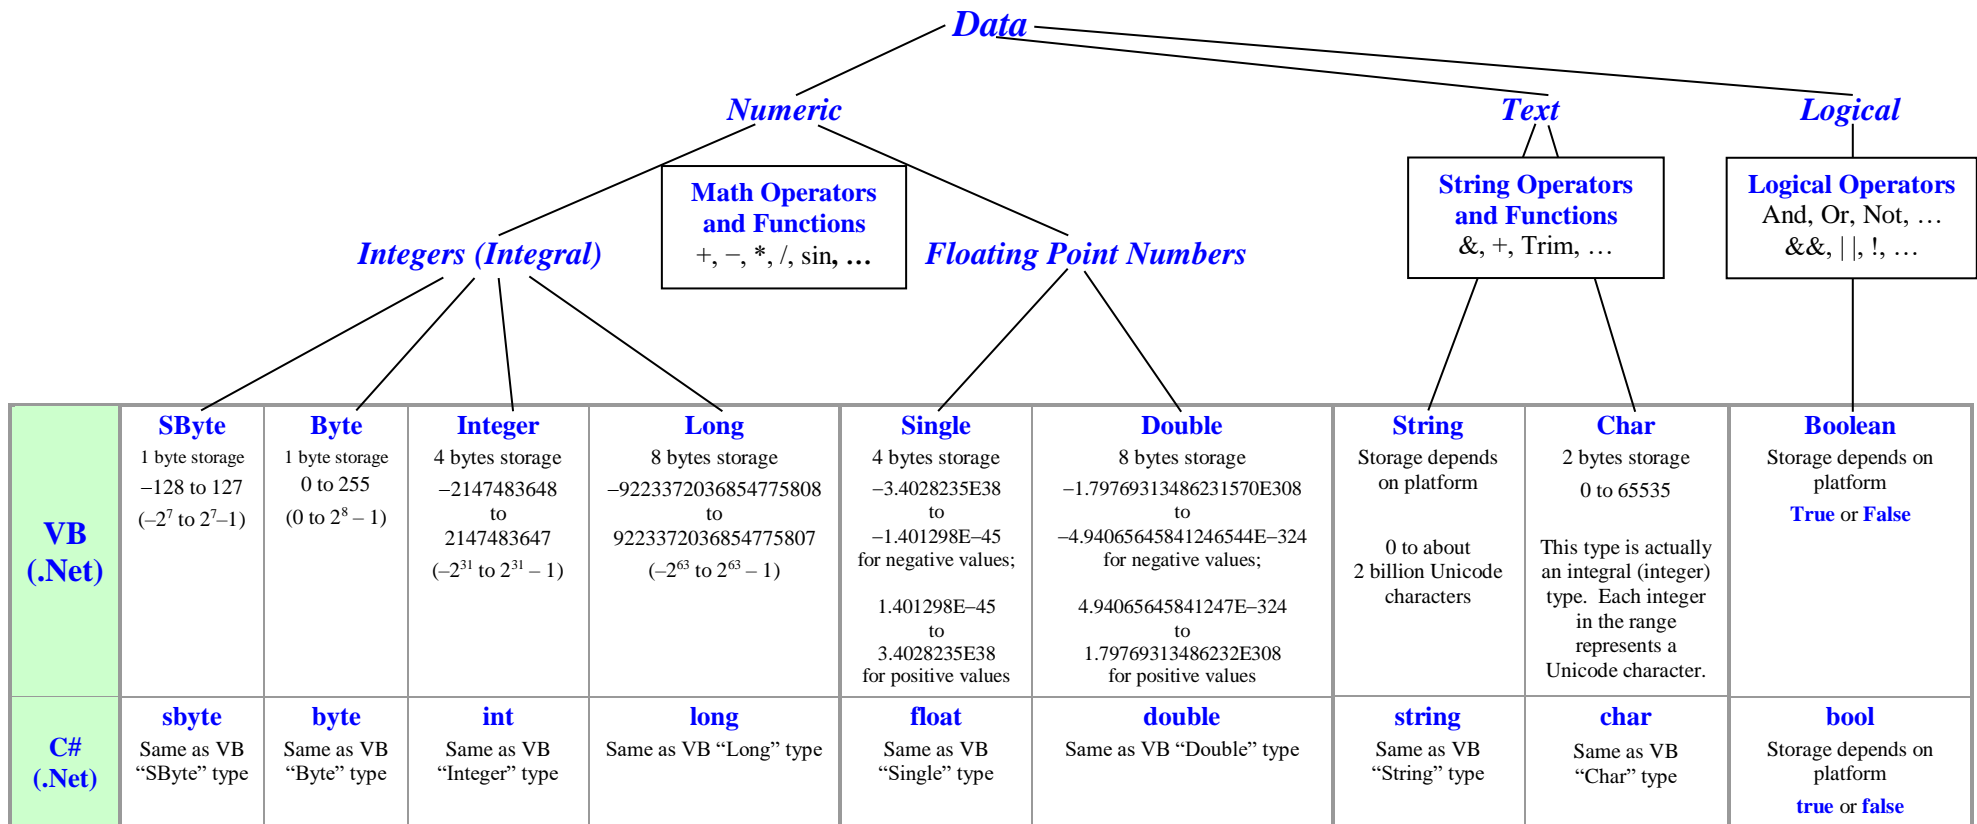 Data
Numeric
Text
Logical
Math Operators
and Functions
+, −, *, /, sin, …
String Operators
and Functions
&, +, Trim, …
Logical Operators
And, Or, Not, …
&&, | |, !, …
Integers (Integral)
Floating Point Numbers
VB
(.Net)
SByte
1 byte storage
−128 to 127
(–2⁷ to 2⁷–1)
Byte
1 byte storage
0 to 255
(0 to 2⁸ – 1)
Integer
4 bytes storage
−2147483648
to
2147483647
(–2³¹ to 2³¹ – 1)
Long
8 bytes storage
−9223372036854775808
to
9223372036854775807
(–2⁶³ to 2⁶³ – 1)
Single
4 bytes storage
−3.4028235E38
to
−1.401298E−45
for negative values;
1.401298E−45
to
3.4028235E38
for positive values
Double
8 bytes storage
−1.79769313486231570E308
to
−4.94065645841246544E−324
for negative values;
4.94065645841247E−324
to
1.79769313486232E308
for positive values
String
Storage depends
on platform
0 to about
2 billion Unicode
characters
Char
2 bytes storage
0 to 65535
This type is actually
an integral (integer)
type.  Each integer
in the range
represents a
Unicode character.
Boolean
Storage depends on
platform
True or False
C#
(.Net)
sbyte
Same as VB
“SByte” type
byte
Same as VB
“Byte” type
int
Same as VB
“Integer” type
long
Same as VB “Long” type
float
Same as VB
“Single” type
double
Same as VB “Double” type
string
Same as VB
“String” type
char
Same as VB
“Char” type
bool
Storage depends on
platform
true or false